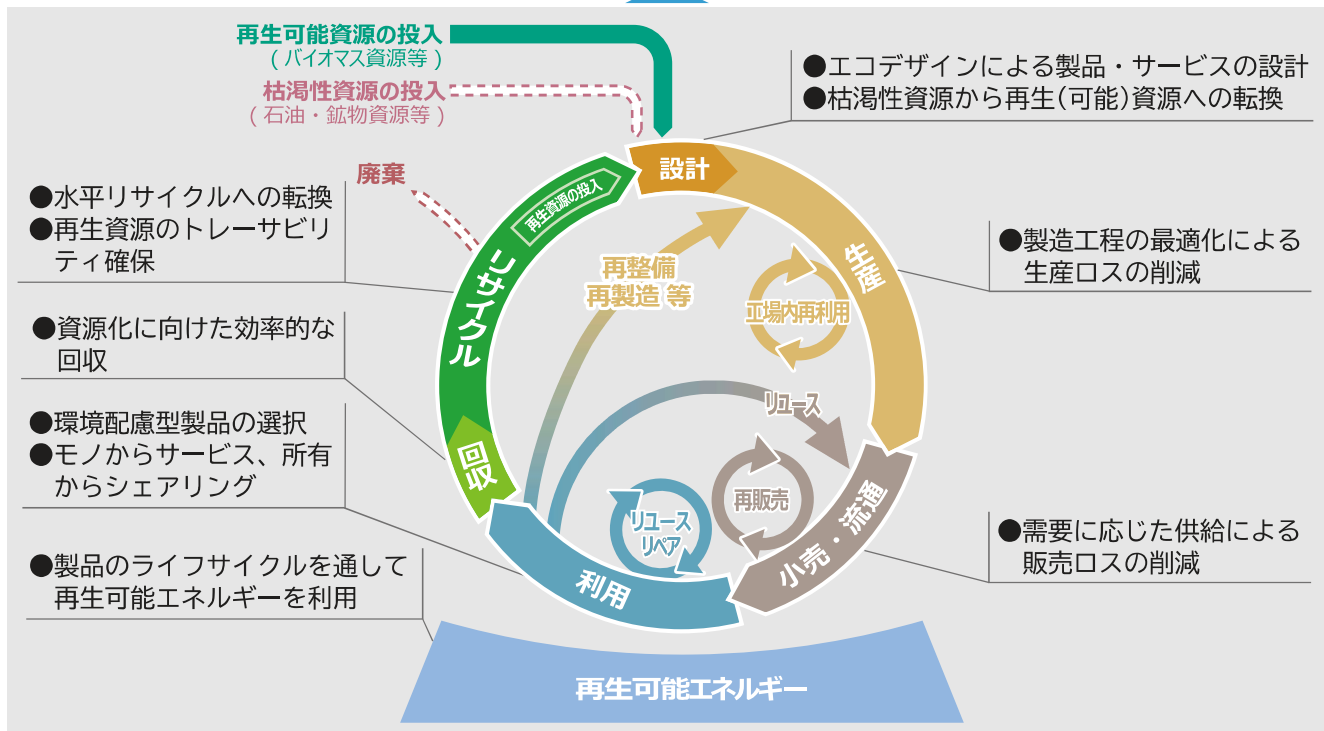 再生可能資源の投入
( バイオマス資源等 )
枯渇性資源の投入
( 石油・鉱物資源等 )
●エコデザインによる製品・サービスの設計
●枯渇性資源から再生(可能)資源への転換
廃棄
設計
再生資源の投入
●水平リサイクルへの転換
●再生資源のトレーサビリ
ティ確保
リサイクル
再整備
再製造 等
生産
工場内再利用
●製造工程の最適化による
生産ロスの削減
●資源化に向けた効率的な
回収
リユース
●環境配慮型製品の選択
●モノからサービス、所有
からシェアリング
回収
再販売
リユース
リペア
小売・流通
●需要に応じた供給による
販売ロスの削減
利用
●製品のライフサイクルを通して
再生可能エネルギーを利用
再生可能エネルギー